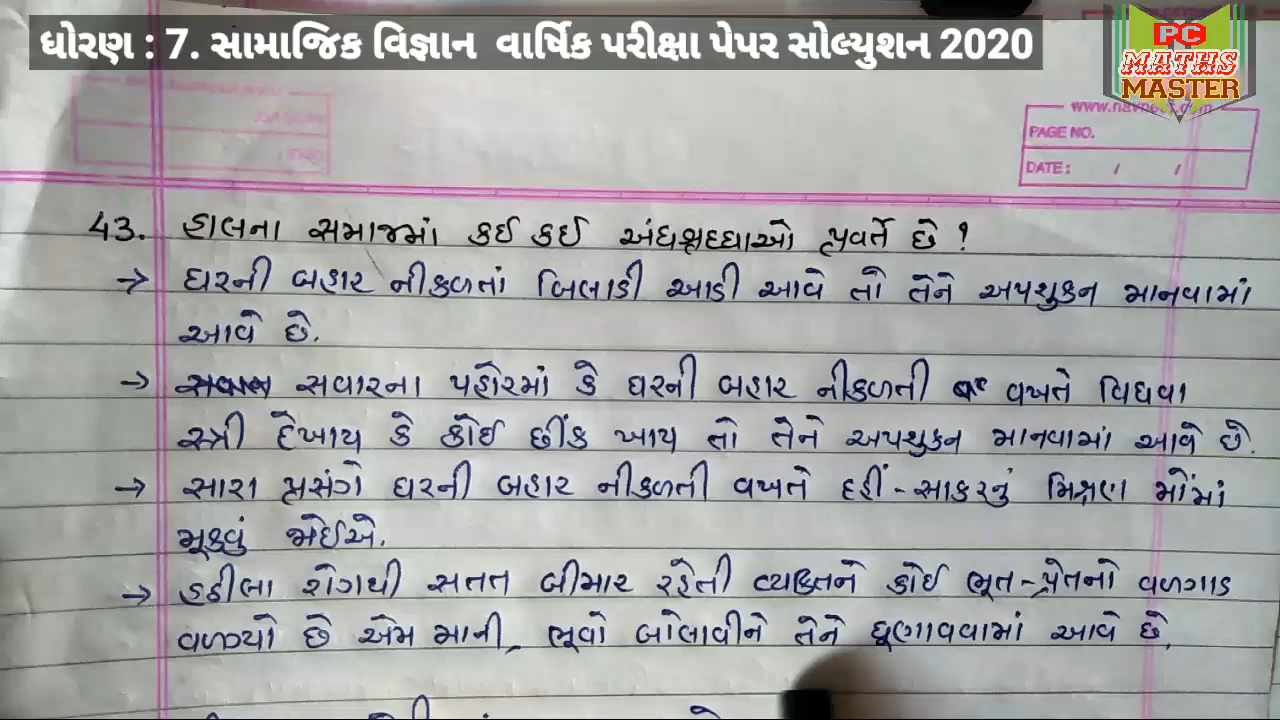 ધોરણ : 7. સામાજિક વિજ્ઞાન વાર્ષિક પરીક્ષા પેપર સોલ્યુશન 2020
PC
MATHS
MASTER
PAGE NO.
DATE : / /
43. હાલના સમાજમાં કઈ કઈ અંધશ્રધ્ધાઓ પ્રવર્તે છે ?
→ ઘરની બહાર નીકળતાં બિલાડી આડી આવે તો તેને અપશુકન માનવામાં
આવે છે.
→ સવારના પહોરમાં કે ઘરની બહાર નીકળતી વખતે વિધવા
સ્ત્રી દેખાય કે કોઈ છીંક ખાય તો તેને અપશુકન માનવામાં આવે છે.
→ સારા પ્રસંગે ઘરની બહાર નીકળતી વખતે દહીં - સાકરનું મિશ્રણ મોંમાં
મૂકવું જોઈએ.
→ હઠીલા રોગથી સતત બીમાર રહેતી વ્યક્તિને કોઈ ભૂત-પ્રેતનો વળગાડ
વળગ્યો છે એમ માની, ભૂવો બોલાવીને તેને ધૂણાવવામાં આવે છે.